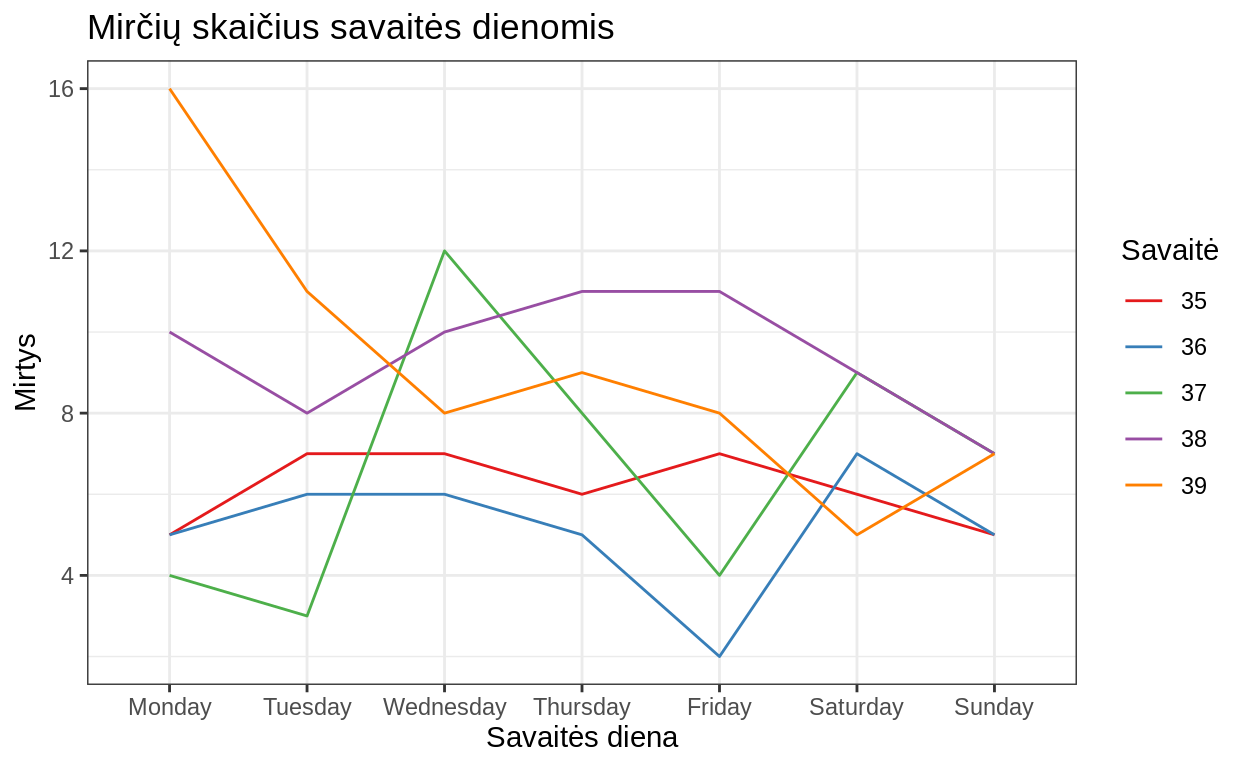 Mirčių skaičius savaitės dienomis
16
12
8
4
Mirtys
Monday Tuesday Wednesday Thursday Friday Saturday Sunday
Savaitės diena
Savaitė
35
36
37
38
39